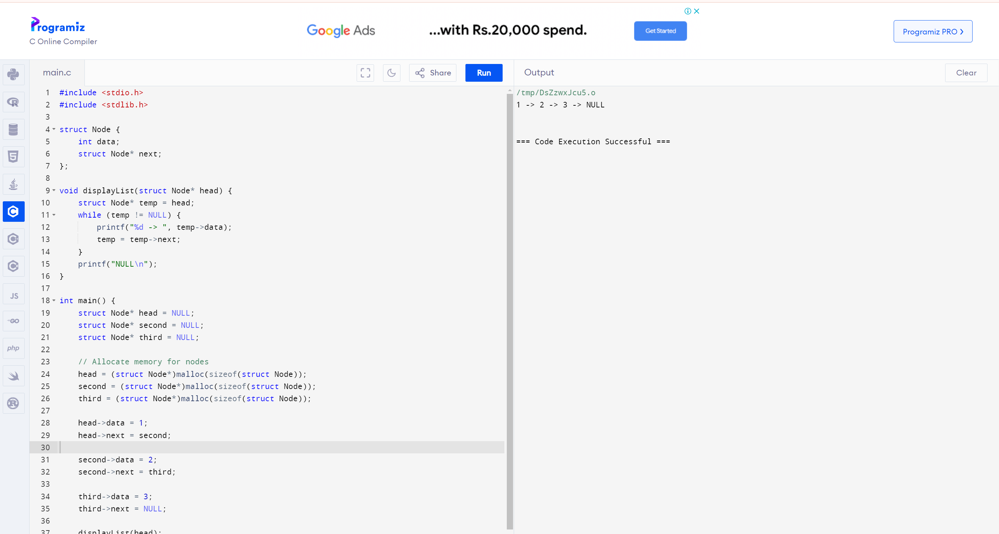 Programiz
C Online Compiler
Google Ads
...with Rs.20,000 spend.
Get Started
Programiz PRO ❯
main.c
Share
Run
Output
Clear
1 #include <stdio.h>
2 #include <stdlib.h>
3
4 struct Node {
5     int data;
6     struct Node* next;
7 };
8
9 void displayList(struct Node* head) {
10     struct Node* temp = head;
11     while (temp != NULL) {
12         printf("%d -> ", temp->data);
13         temp = temp->next;
14     }
15     printf("NULL\n");
16 }
17
18 int main() {
19     struct Node* head = NULL;
20     struct Node* second = NULL;
21     struct Node* third = NULL;
22
23     // Allocate memory for nodes
24     head = (struct Node*)malloc(sizeof(struct Node));
25     second = (struct Node*)malloc(sizeof(struct Node));
26     third = (struct Node*)malloc(sizeof(struct Node));
27
28     head->data = 1;
29     head->next = second;
30
31     second->data = 2;
32     second->next = third;
33
34     third->data = 3;
35     third->next = NULL;
36
37     displayList(head);
/tmp/DsZzwxJcu5.o
1 -> 2 -> 3 -> NULL
=== Code Execution Successful ===
R
5
C
C++
C#
JS
GO
php
R